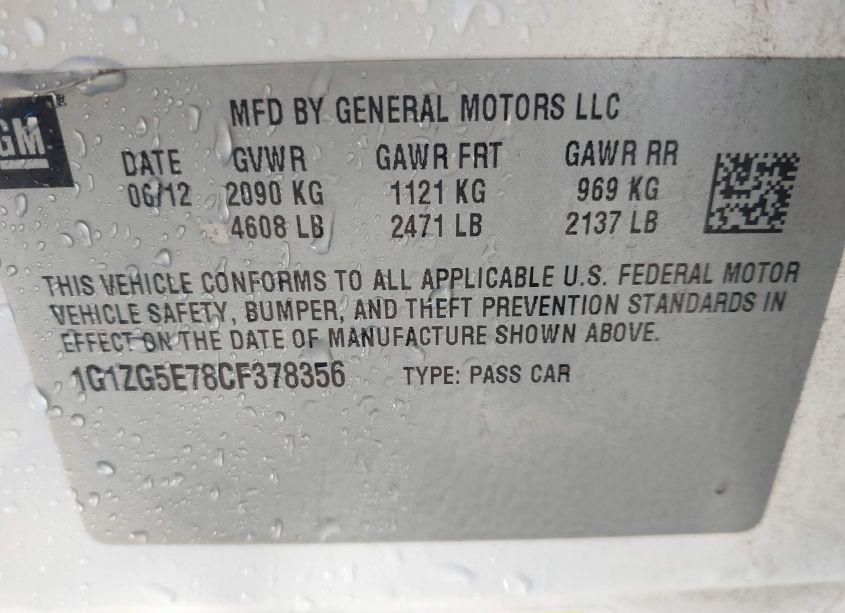 GM
MFD BY GENERAL MOTORS LLC
DATE GVWR GAWR FRT GAWR RR
06/12 2090 KG 1121 KG 969 KG
4608 LB 2471 LB 2137 LB
THIS VEHICLE CONFORMS TO ALL APPLICABLE U.S. FEDERAL MOTOR
VEHICLE SAFETY, BUMPER, AND THEFT PREVENTION STANDARDS IN
EFFECT ON THE DATE OF MANUFACTURE SHOWN ABOVE.
1G1ZG5E78CF378356 TYPE: PASS CAR